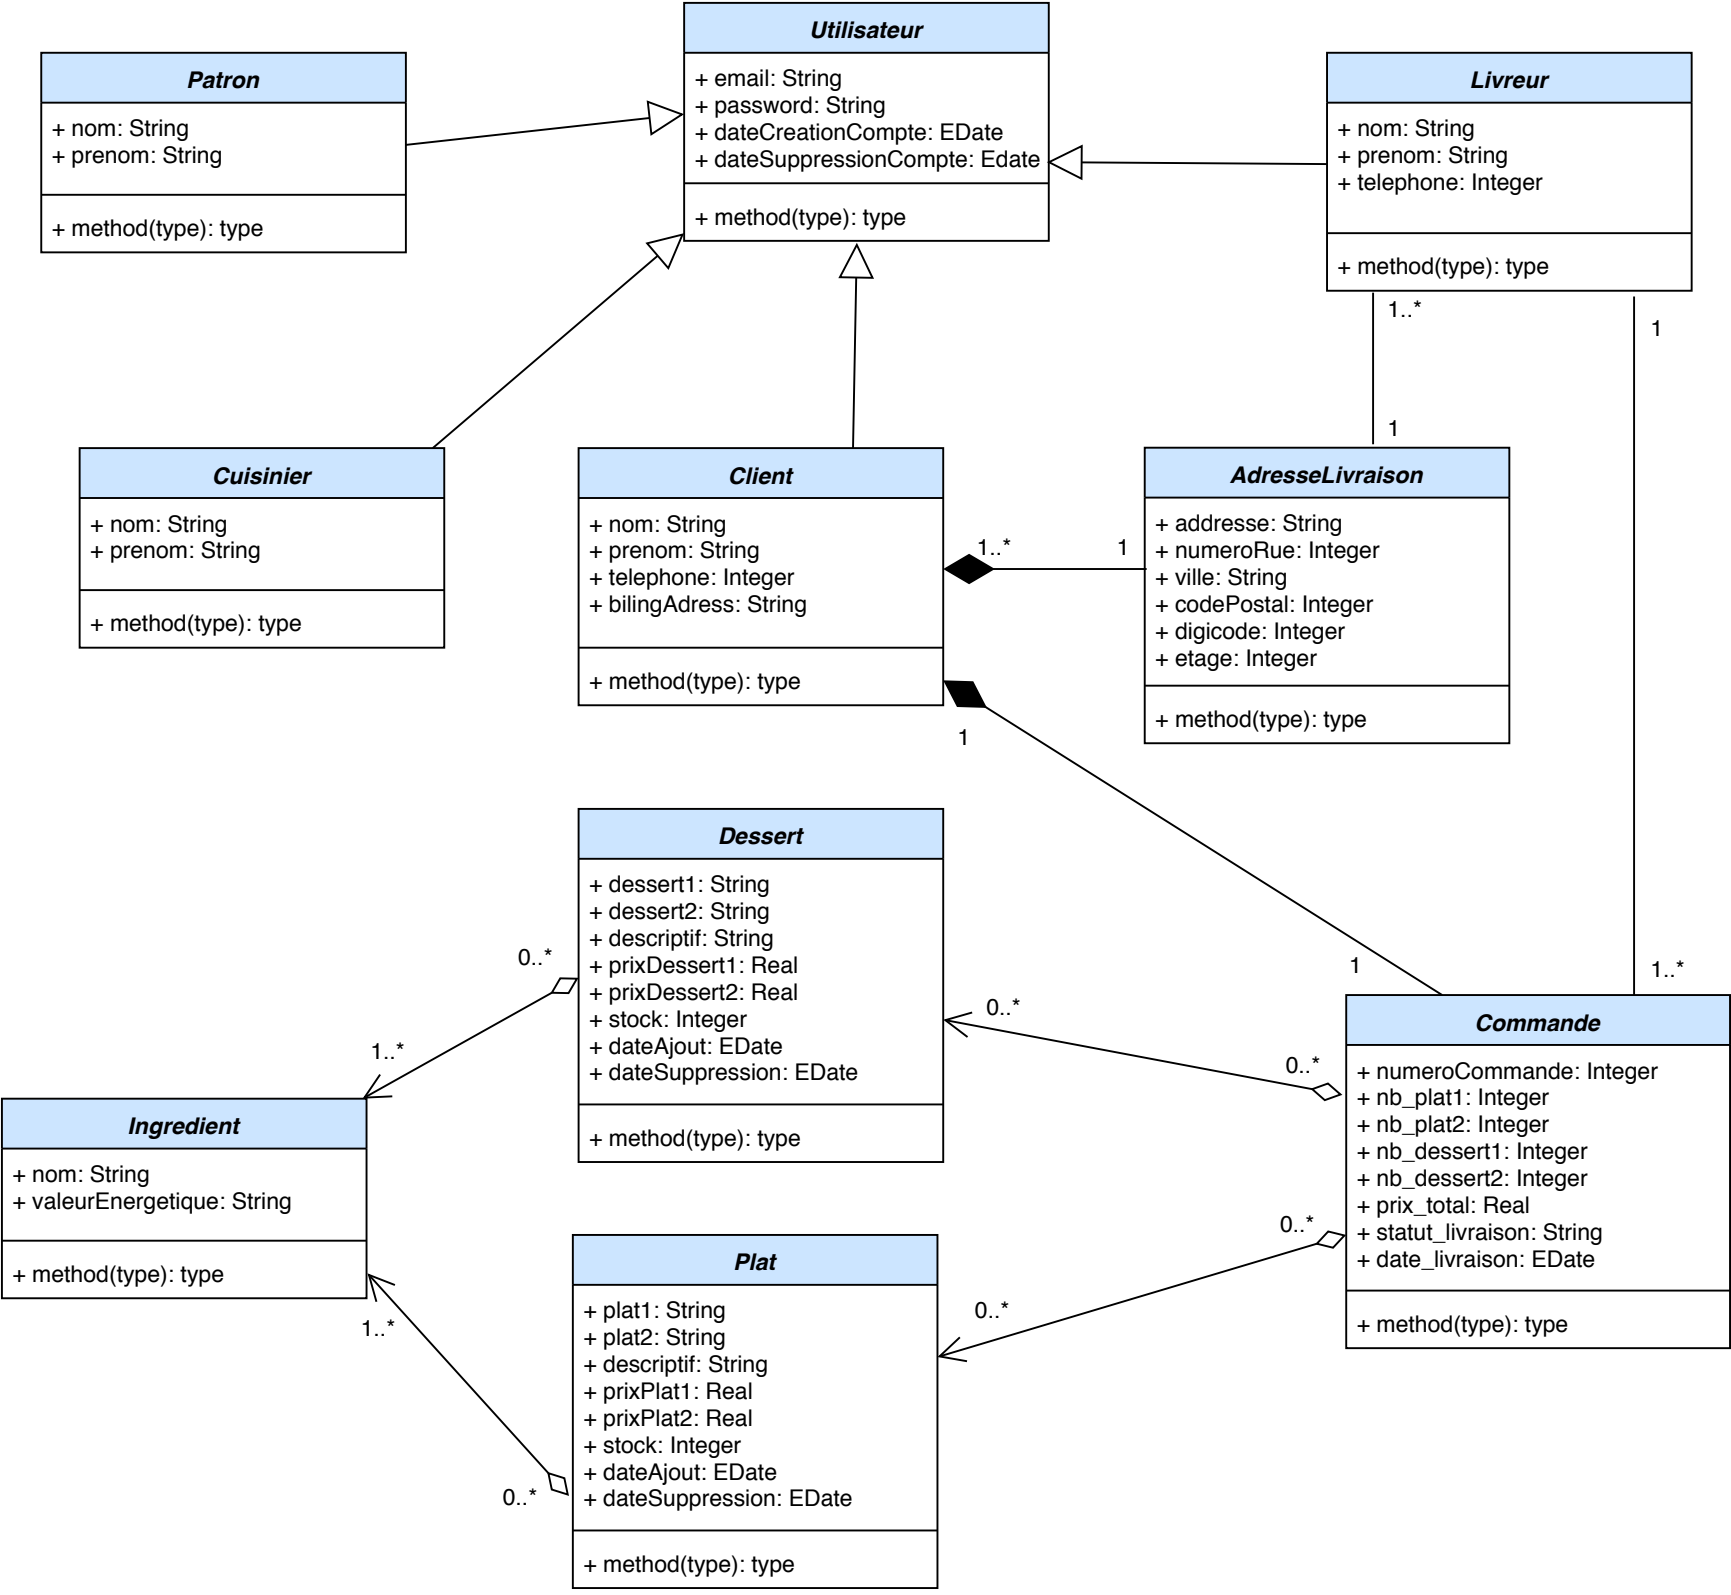 Utilisateur
+ email: String
+ password: String
+ dateCreationCompte: EDate
+ dateSuppressionCompte: Edate
+ method(type): type
Patron
+ nom: String
+ prenom: String
+ method(type): type
Livreur
+ nom: String
+ prenom: String
+ telephone: Integer
+ method(type): type
1..*
1
1
Cuisinier
+ nom: String
+ prenom: String
+ method(type): type
Client
+ nom: String
+ prenom: String
+ telephone: Integer
+ bilingAdress: String
+ method(type): type
1..*
1
AdresseLivraison
+ addresse: String
+ numeroRue: Integer
+ ville: String
+ codePostal: Integer
+ digicode: Integer
+ etage: Integer
+ method(type): type
1
1
1..*
Dessert
+ dessert1: String
+ dessert2: String
+ descriptif: String
+ prixDessert1: Real
+ prixDessert2: Real
+ stock: Integer
+ dateAjout: EDate
+ dateSuppression: EDate
+ method(type): type
0..*
1..*
0..*
0..*
Commande
+ numeroCommande: Integer
+ nb_plat1: Integer
+ nb_plat2: Integer
+ nb_dessert1: Integer
+ nb_dessert2: Integer
+ prix_total: Real
+ statut_livraison: String
+ date_livraison: EDate
+ method(type): type
Ingredient
+ nom: String
+ valeurEnergetique: String
+ method(type): type
1..*
0..*
0..*
0..*
Plat
+ plat1: String
+ plat2: String
+ descriptif: String
+ prixPlat1: Real
+ prixPlat2: Real
+ stock: Integer
+ dateAjout: EDate
+ dateSuppression: EDate
+ method(type): type